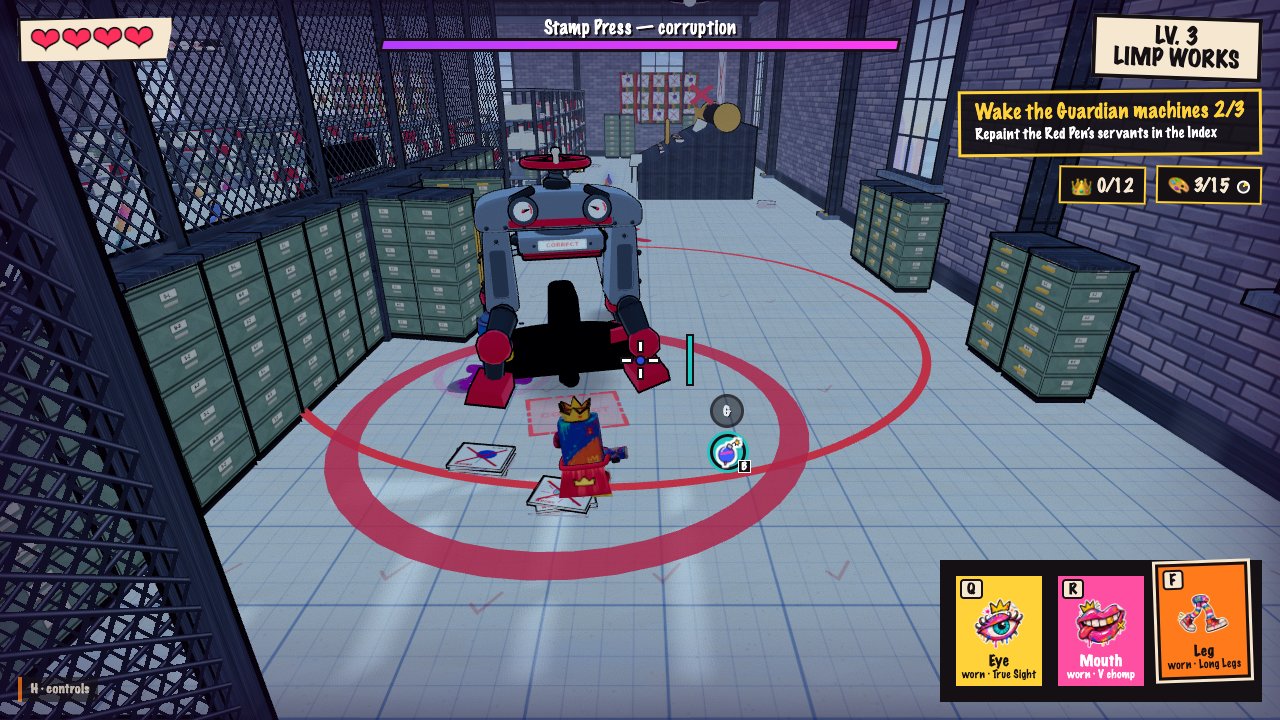 Stamp Press — corruption
LV. 3
LIMP WORKS
Wake the Guardian machines 2/3
Repaint the Red Pen's servants in the Index
0/12
3/15
CORRECT
G
B
Q
Eye
worn · True Sight
R
Mouth
worn · V chomp
F
Leg
worn · Long Legs
H · controls